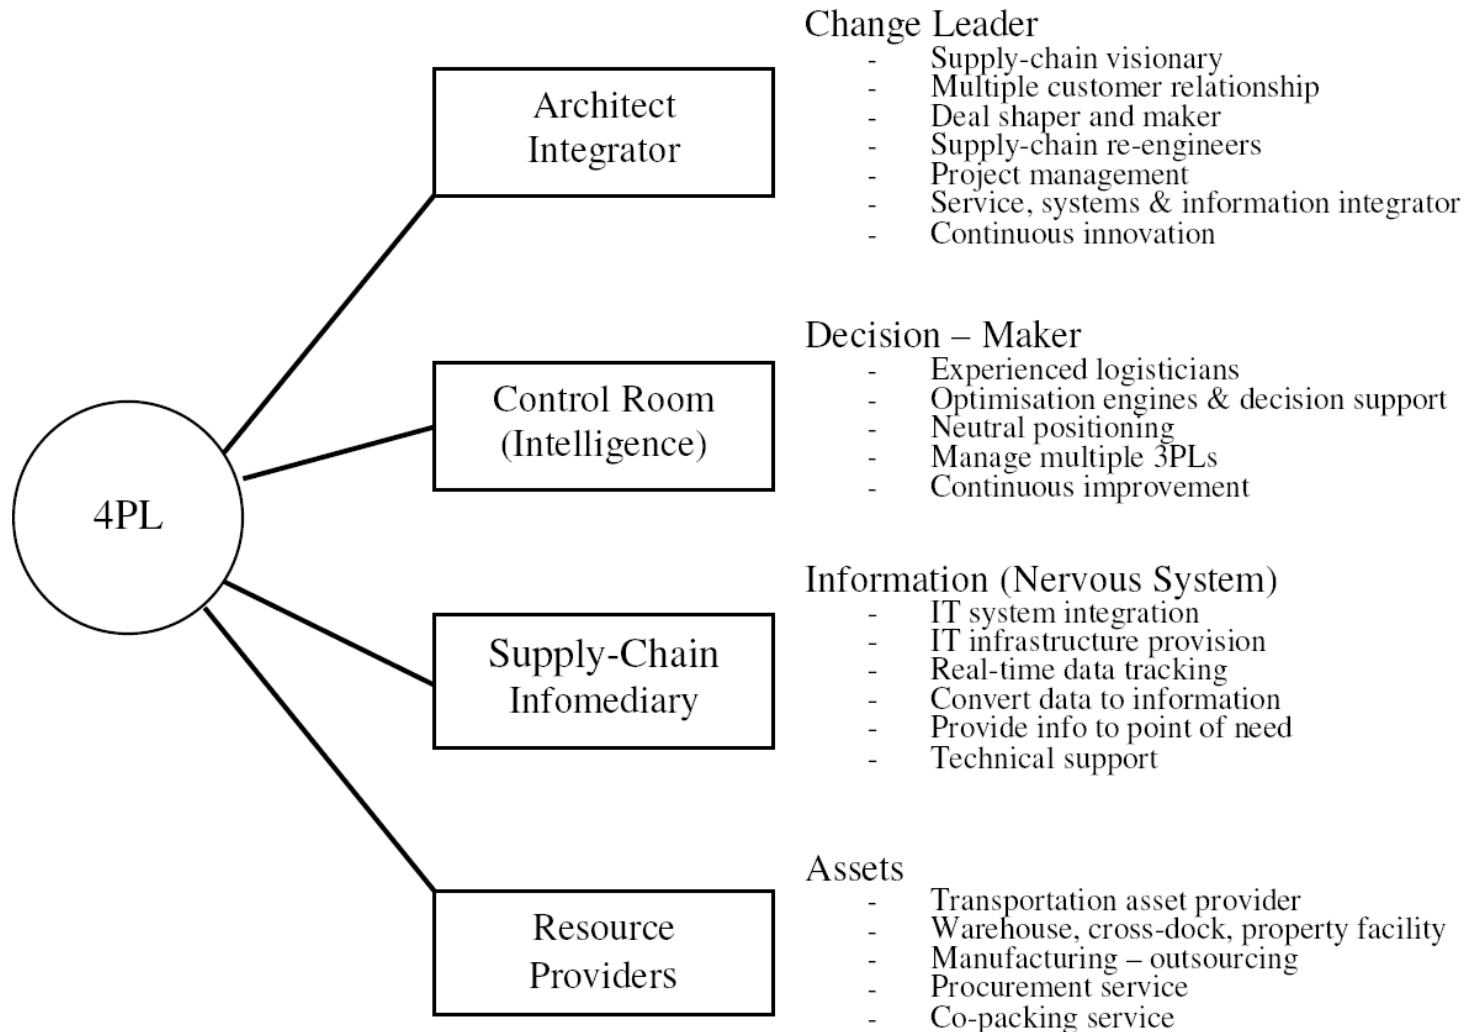 4PL
Architect
Integrator
Change Leader
- Supply-chain visionary
- Multiple customer relationship
- Deal shaper and maker
- Supply-chain re-engineers
- Project management
- Service, systems & information integrator
- Continuous innovation
Control Room
(Intelligence)
Decision – Maker
- Experienced logisticians
- Optimisation engines & decision support
- Neutral positioning
- Manage multiple 3PLs
- Continuous improvement
Supply-Chain
Infomediary
Information (Nervous System)
- IT system integration
- IT infrastructure provision
- Real-time data tracking
- Convert data to information
- Provide info to point of need
- Technical support
Resource
Providers
Assets
- Transportation asset provider
- Warehouse, cross-dock, property facility
- Manufacturing – outsourcing
- Procurement service
- Co-packing service